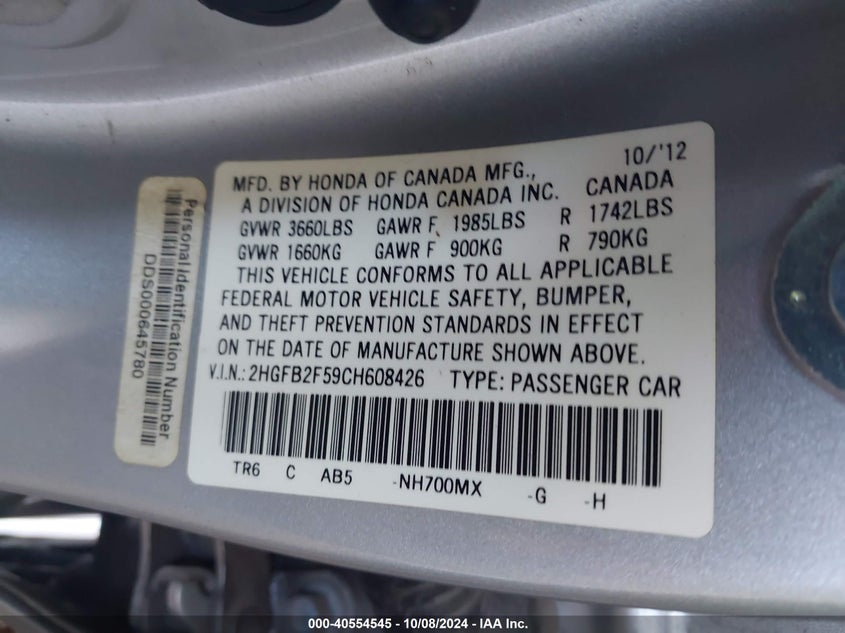 10/'12
MFD. BY HONDA OF CANADA MFG.,
A DIVISION OF HONDA CANADA INC. CANADA
GVWR 3660LBS GAWR F 1985LBS R 1742LBS
GVWR 1660KG GAWR F 900KG R 790KG
THIS VEHICLE CONFORMS TO ALL APPLICABLE
FEDERAL MOTOR VEHICLE SAFETY, BUMPER,
AND THEFT PREVENTION STANDARDS IN EFFECT
ON THE DATE OF MANUFACTURE SHOWN ABOVE.
V.I.N.: 2HGFB2F59CH608426 TYPE: PASSENGER CAR
TR6 C AB5 -NH700MX -G -H
Personal Identification Number
DDS000645780
000-40554545 - 10/08/2024 - IAA Inc.